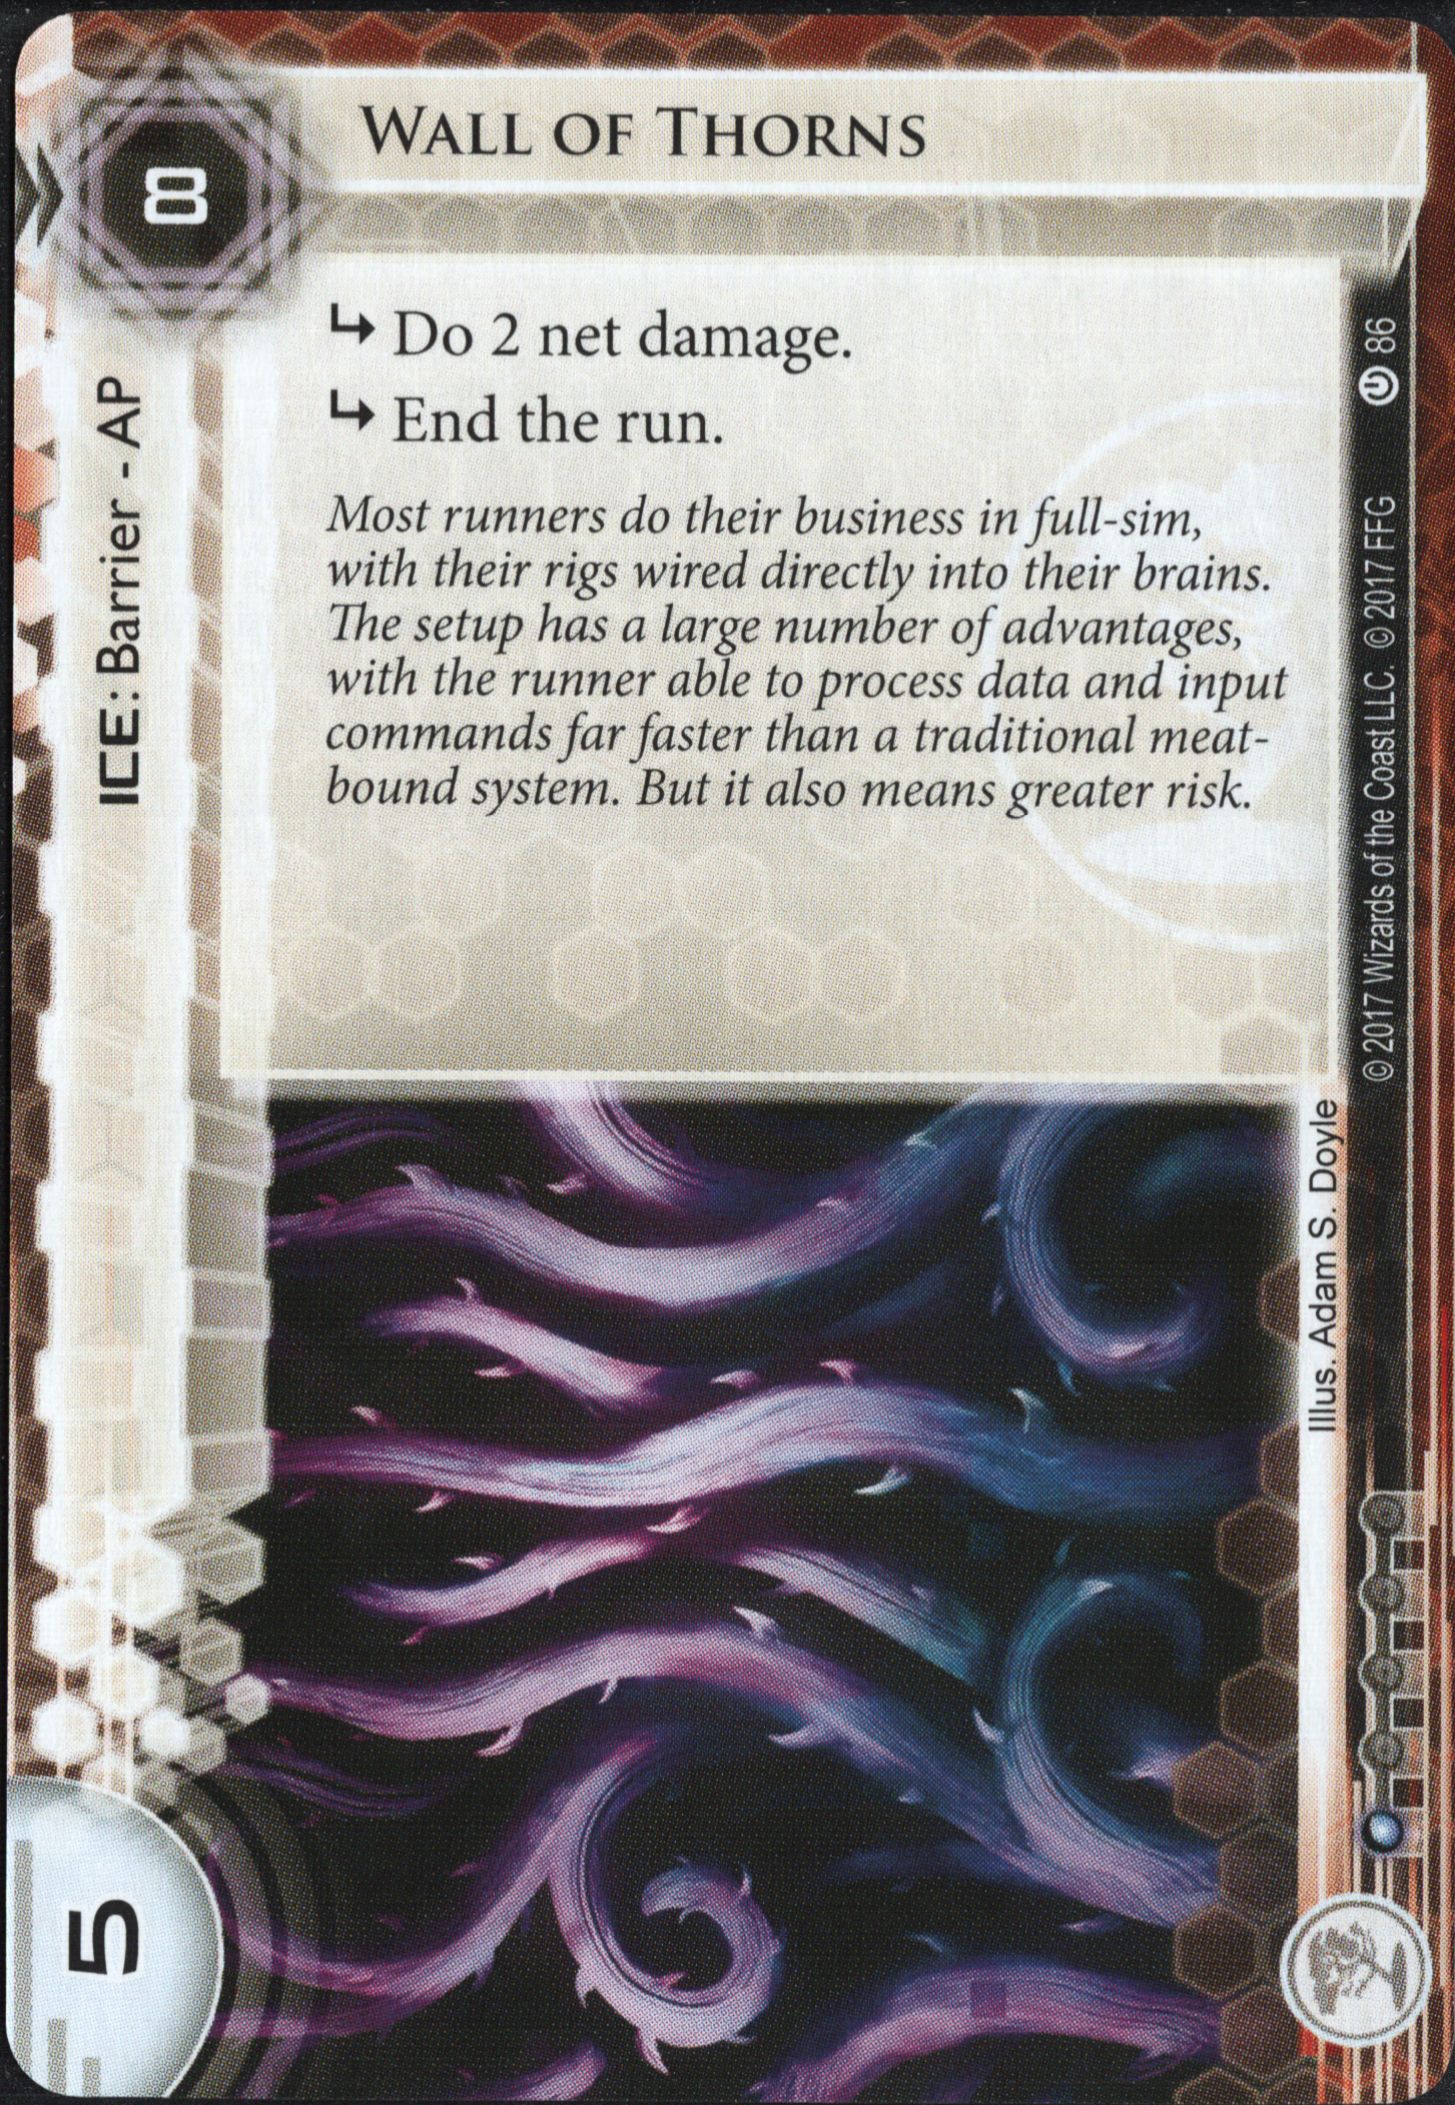 WALL OF THORNS
8
ICE: Barrier - AP
↳ Do 2 net damage.
↳ End the run.
Most runners do their business in full-sim,
with their rigs wired directly into their brains.
The setup has a large number of advantages,
with the runner able to process data and input
commands far faster than a traditional meat-
bound system. But it also means greater risk.
5
Illus. Adam S. Doyle
© 2017 Wizards of the Coast LLC. © 2017 FFG
86